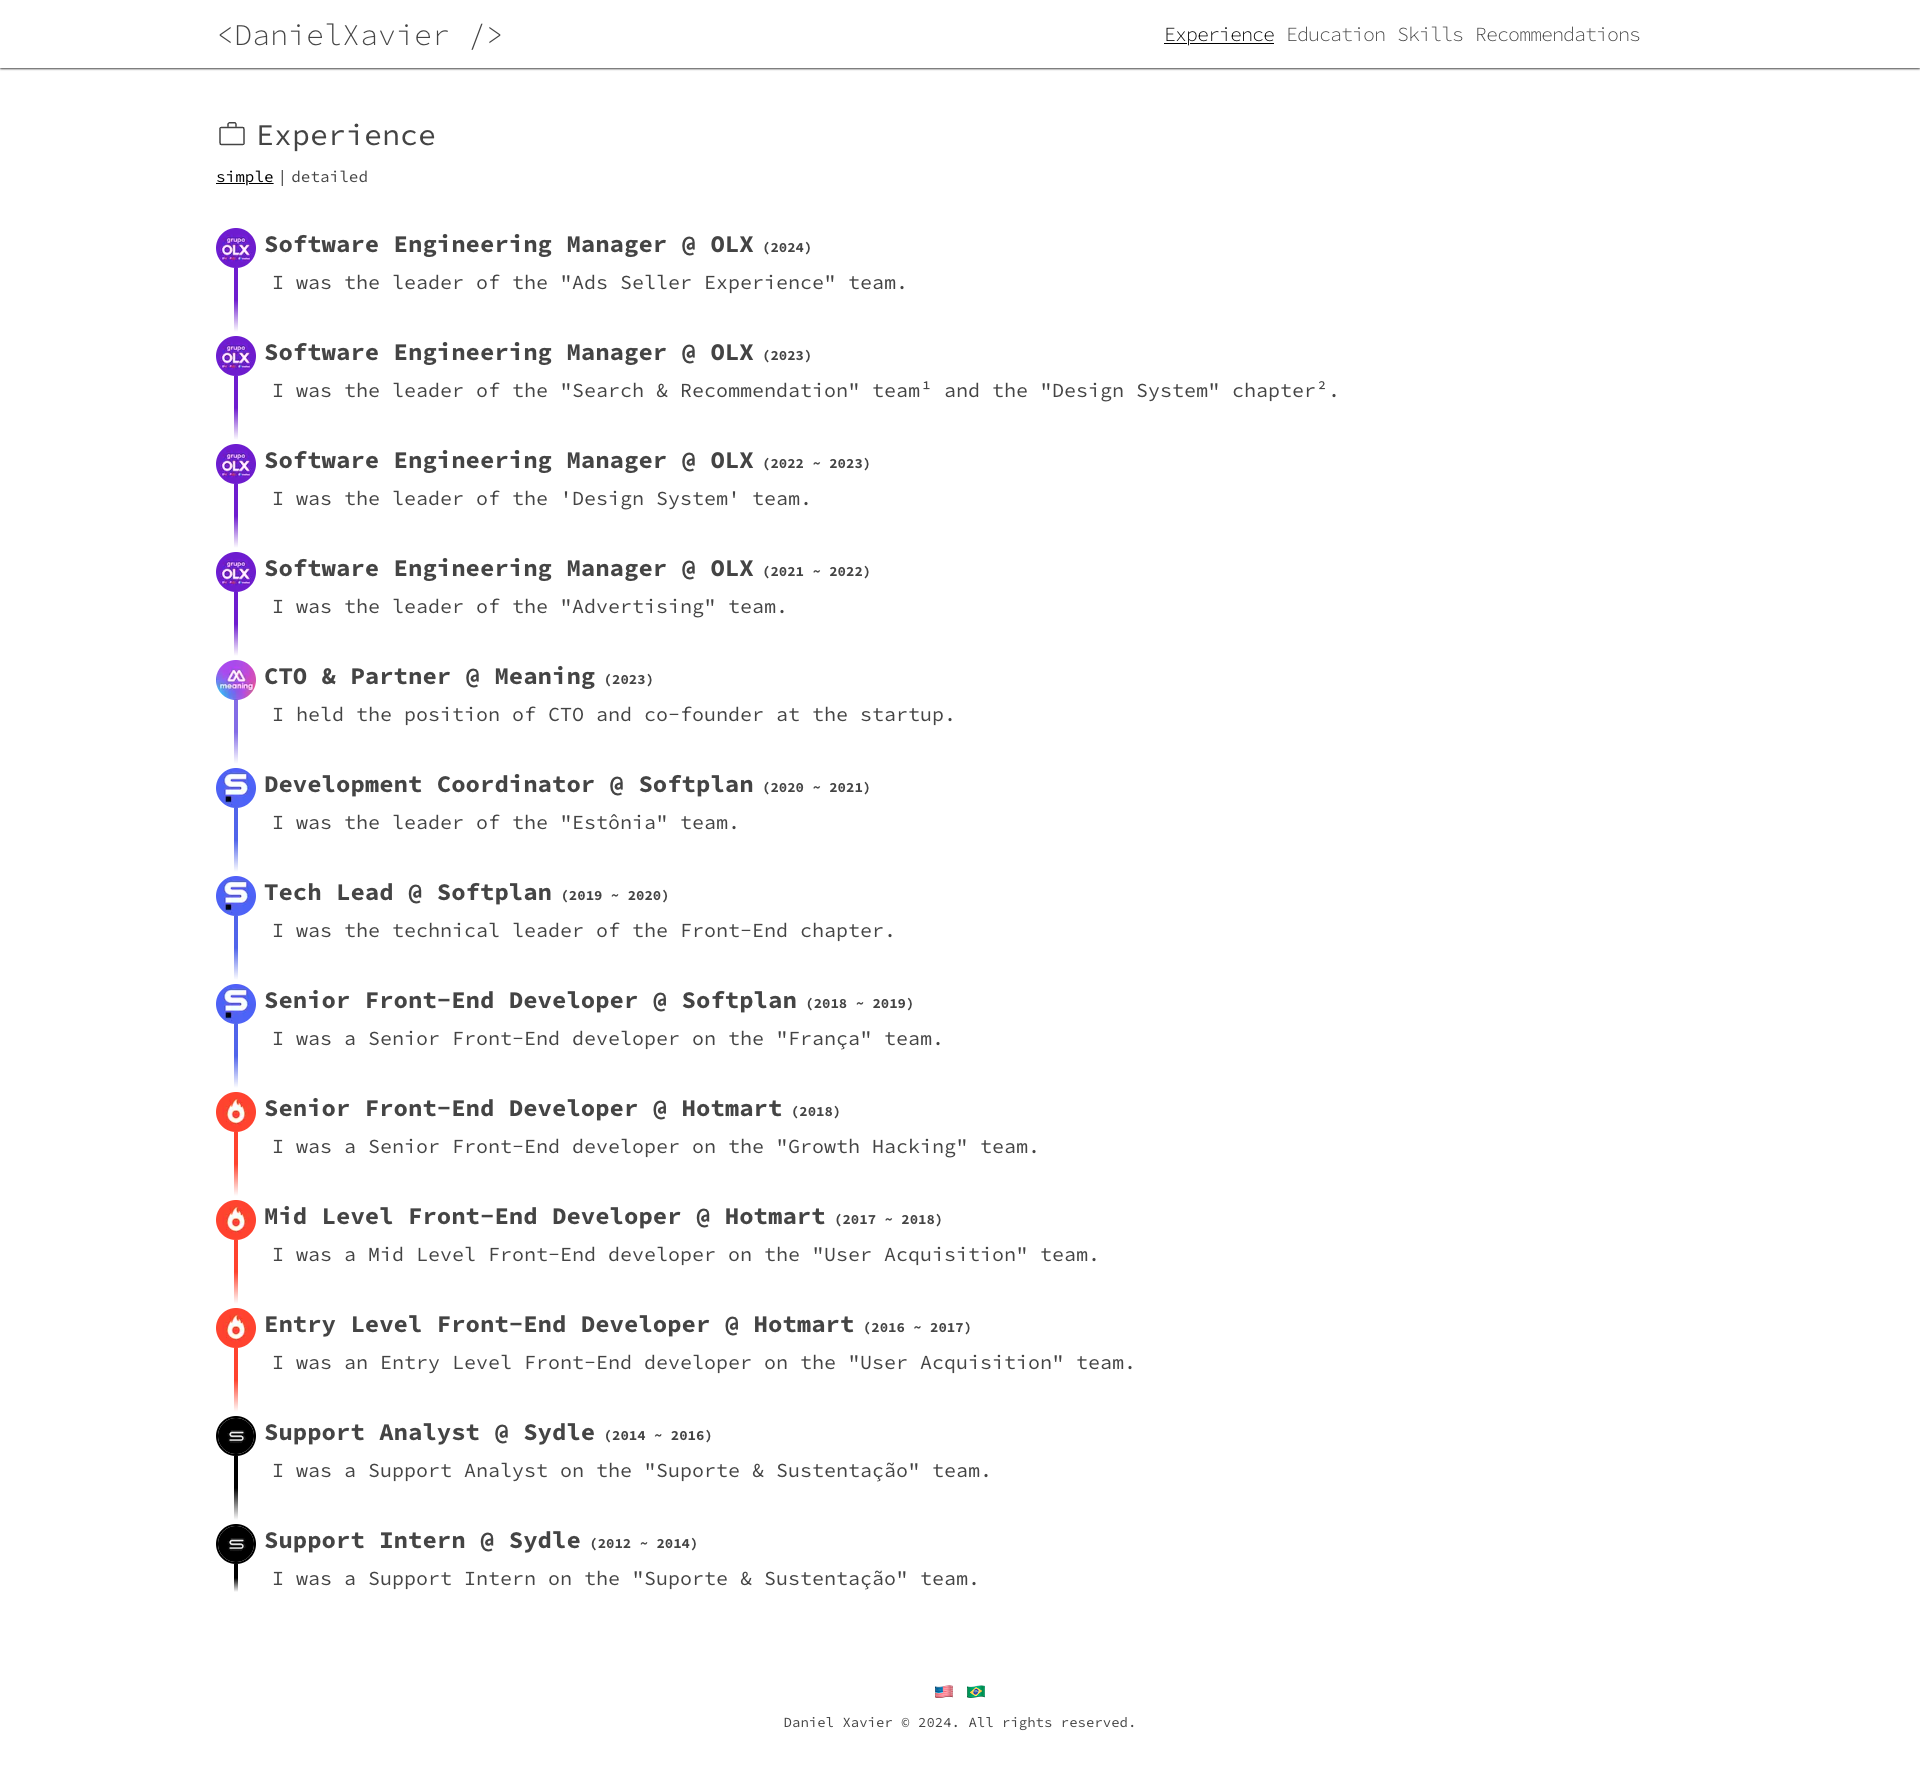 <DanielXavier />
Experience Education Skills Recommendations
Experience
simple | detailed
grupo
OLX
Software Engineering Manager @ OLX (2024)
I was the leader of the "Ads Seller Experience" team.
grupo
OLX
Software Engineering Manager @ OLX (2023)
I was the leader of the "Search & Recommendation" team¹ and the "Design System" chapter².
grupo
OLX
Software Engineering Manager @ OLX (2022 ~ 2023)
I was the leader of the 'Design System' team.
grupo
OLX
Software Engineering Manager @ OLX (2021 ~ 2022)
I was the leader of the "Advertising" team.
meaning
CTO & Partner @ Meaning (2023)
I held the position of CTO and co-founder at the startup.
Development Coordinator @ Softplan (2020 ~ 2021)
I was the leader of the "Estônia" team.
Tech Lead @ Softplan (2019 ~ 2020)
I was the technical leader of the Front-End chapter.
Senior Front-End Developer @ Softplan (2018 ~ 2019)
I was a Senior Front-End developer on the "França" team.
Senior Front-End Developer @ Hotmart (2018)
I was a Senior Front-End developer on the "Growth Hacking" team.
Mid Level Front-End Developer @ Hotmart (2017 ~ 2018)
I was a Mid Level Front-End developer on the "User Acquisition" team.
Entry Level Front-End Developer @ Hotmart (2016 ~ 2017)
I was an Entry Level Front-End developer on the "User Acquisition" team.
Support Analyst @ Sydle (2014 ~ 2016)
I was a Support Analyst on the "Suporte & Sustentação" team.
Support Intern @ Sydle (2012 ~ 2014)
I was a Support Intern on the "Suporte & Sustentação" team.
Daniel Xavier © 2024. All rights reserved.